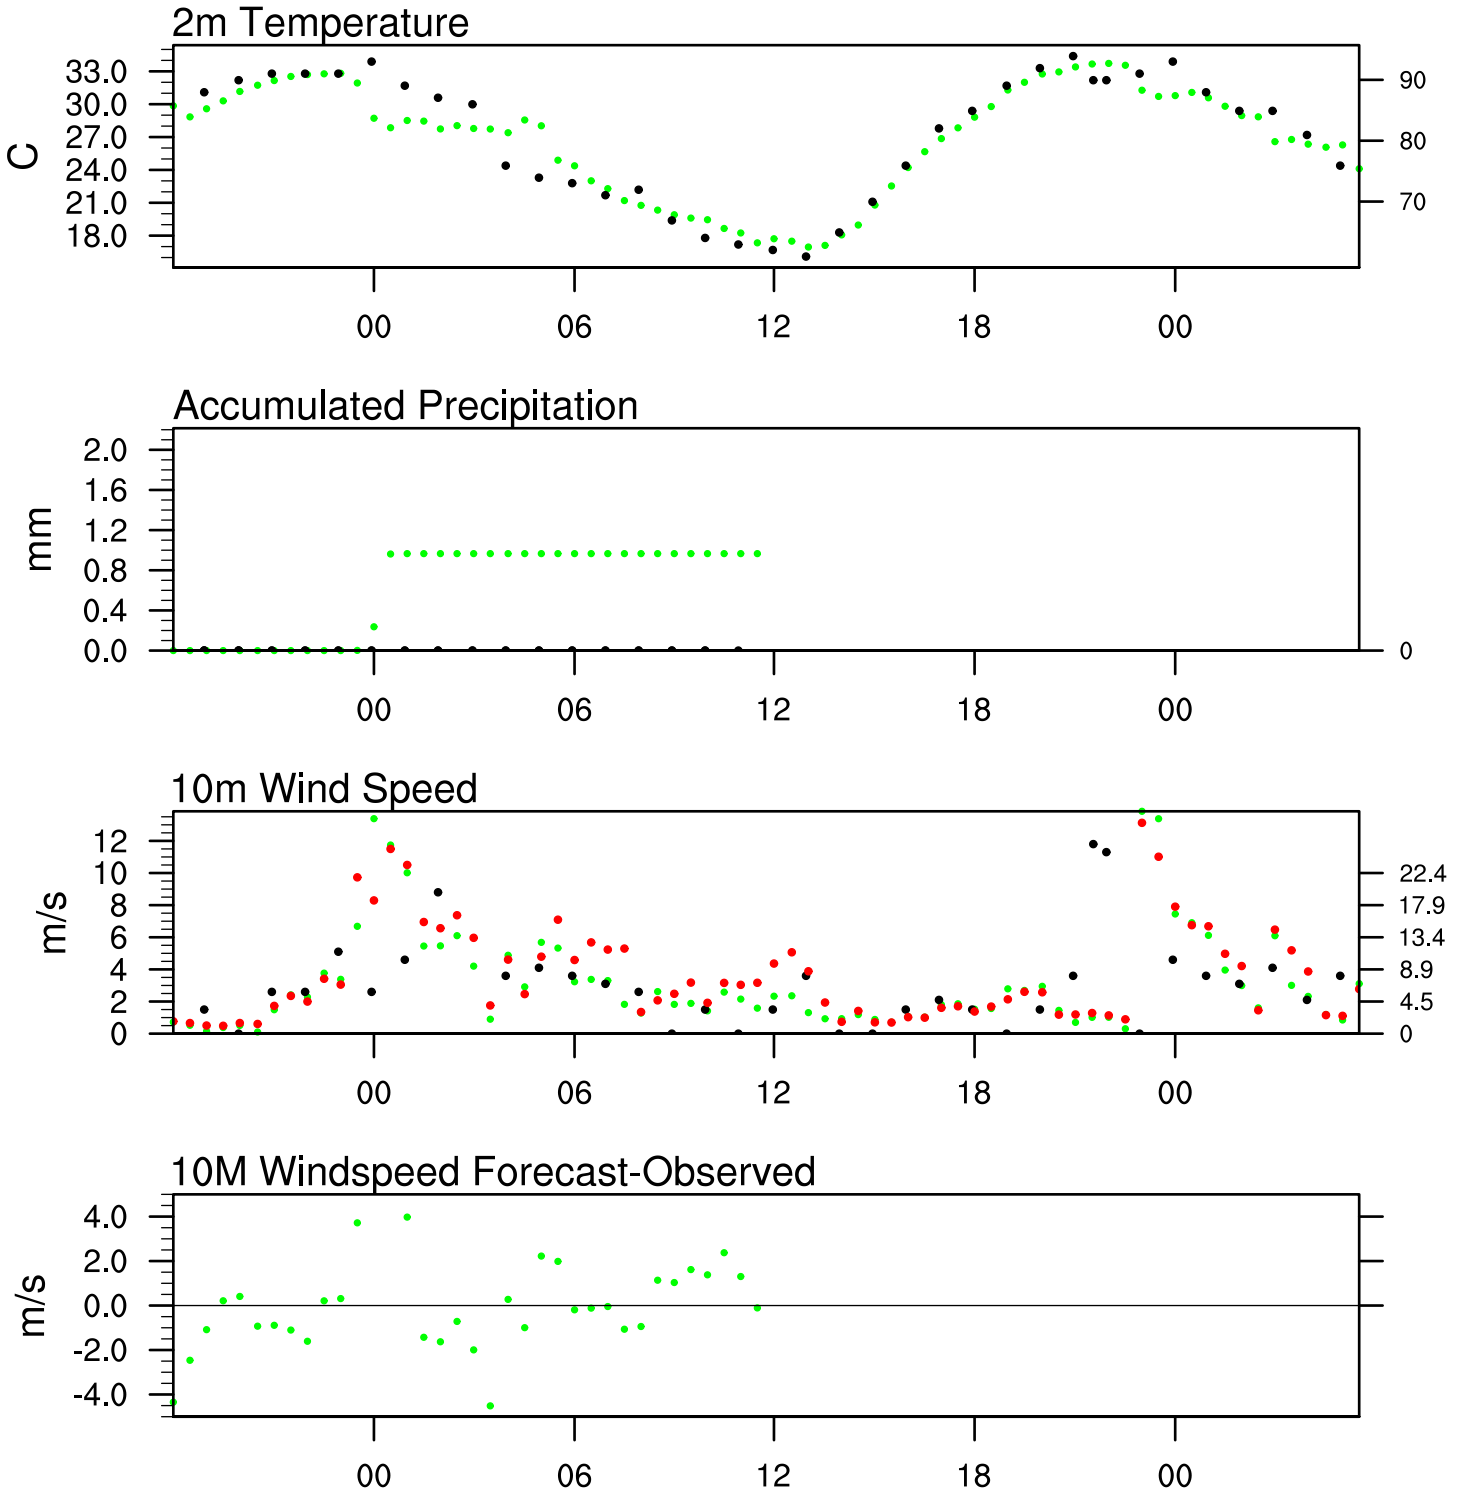 2m Temperature
C
33.0
30.0
27.0
24.0
21.0
18.0
90
80
70
00 06 12 18 00
Accumulated Precipitation
mm
2.0
1.6
1.2
0.8
0.4
0.0
0
00 06 12 18 00
10m Wind Speed
m/s
12
10
8
6
4
2
0
22.4
17.9
13.4
8.9
4.5
0
00 06 12 18 00
10M Windspeed Forecast-Observed
m/s
4.0
2.0
0.0
-2.0
-4.0
00 06 12 18 00